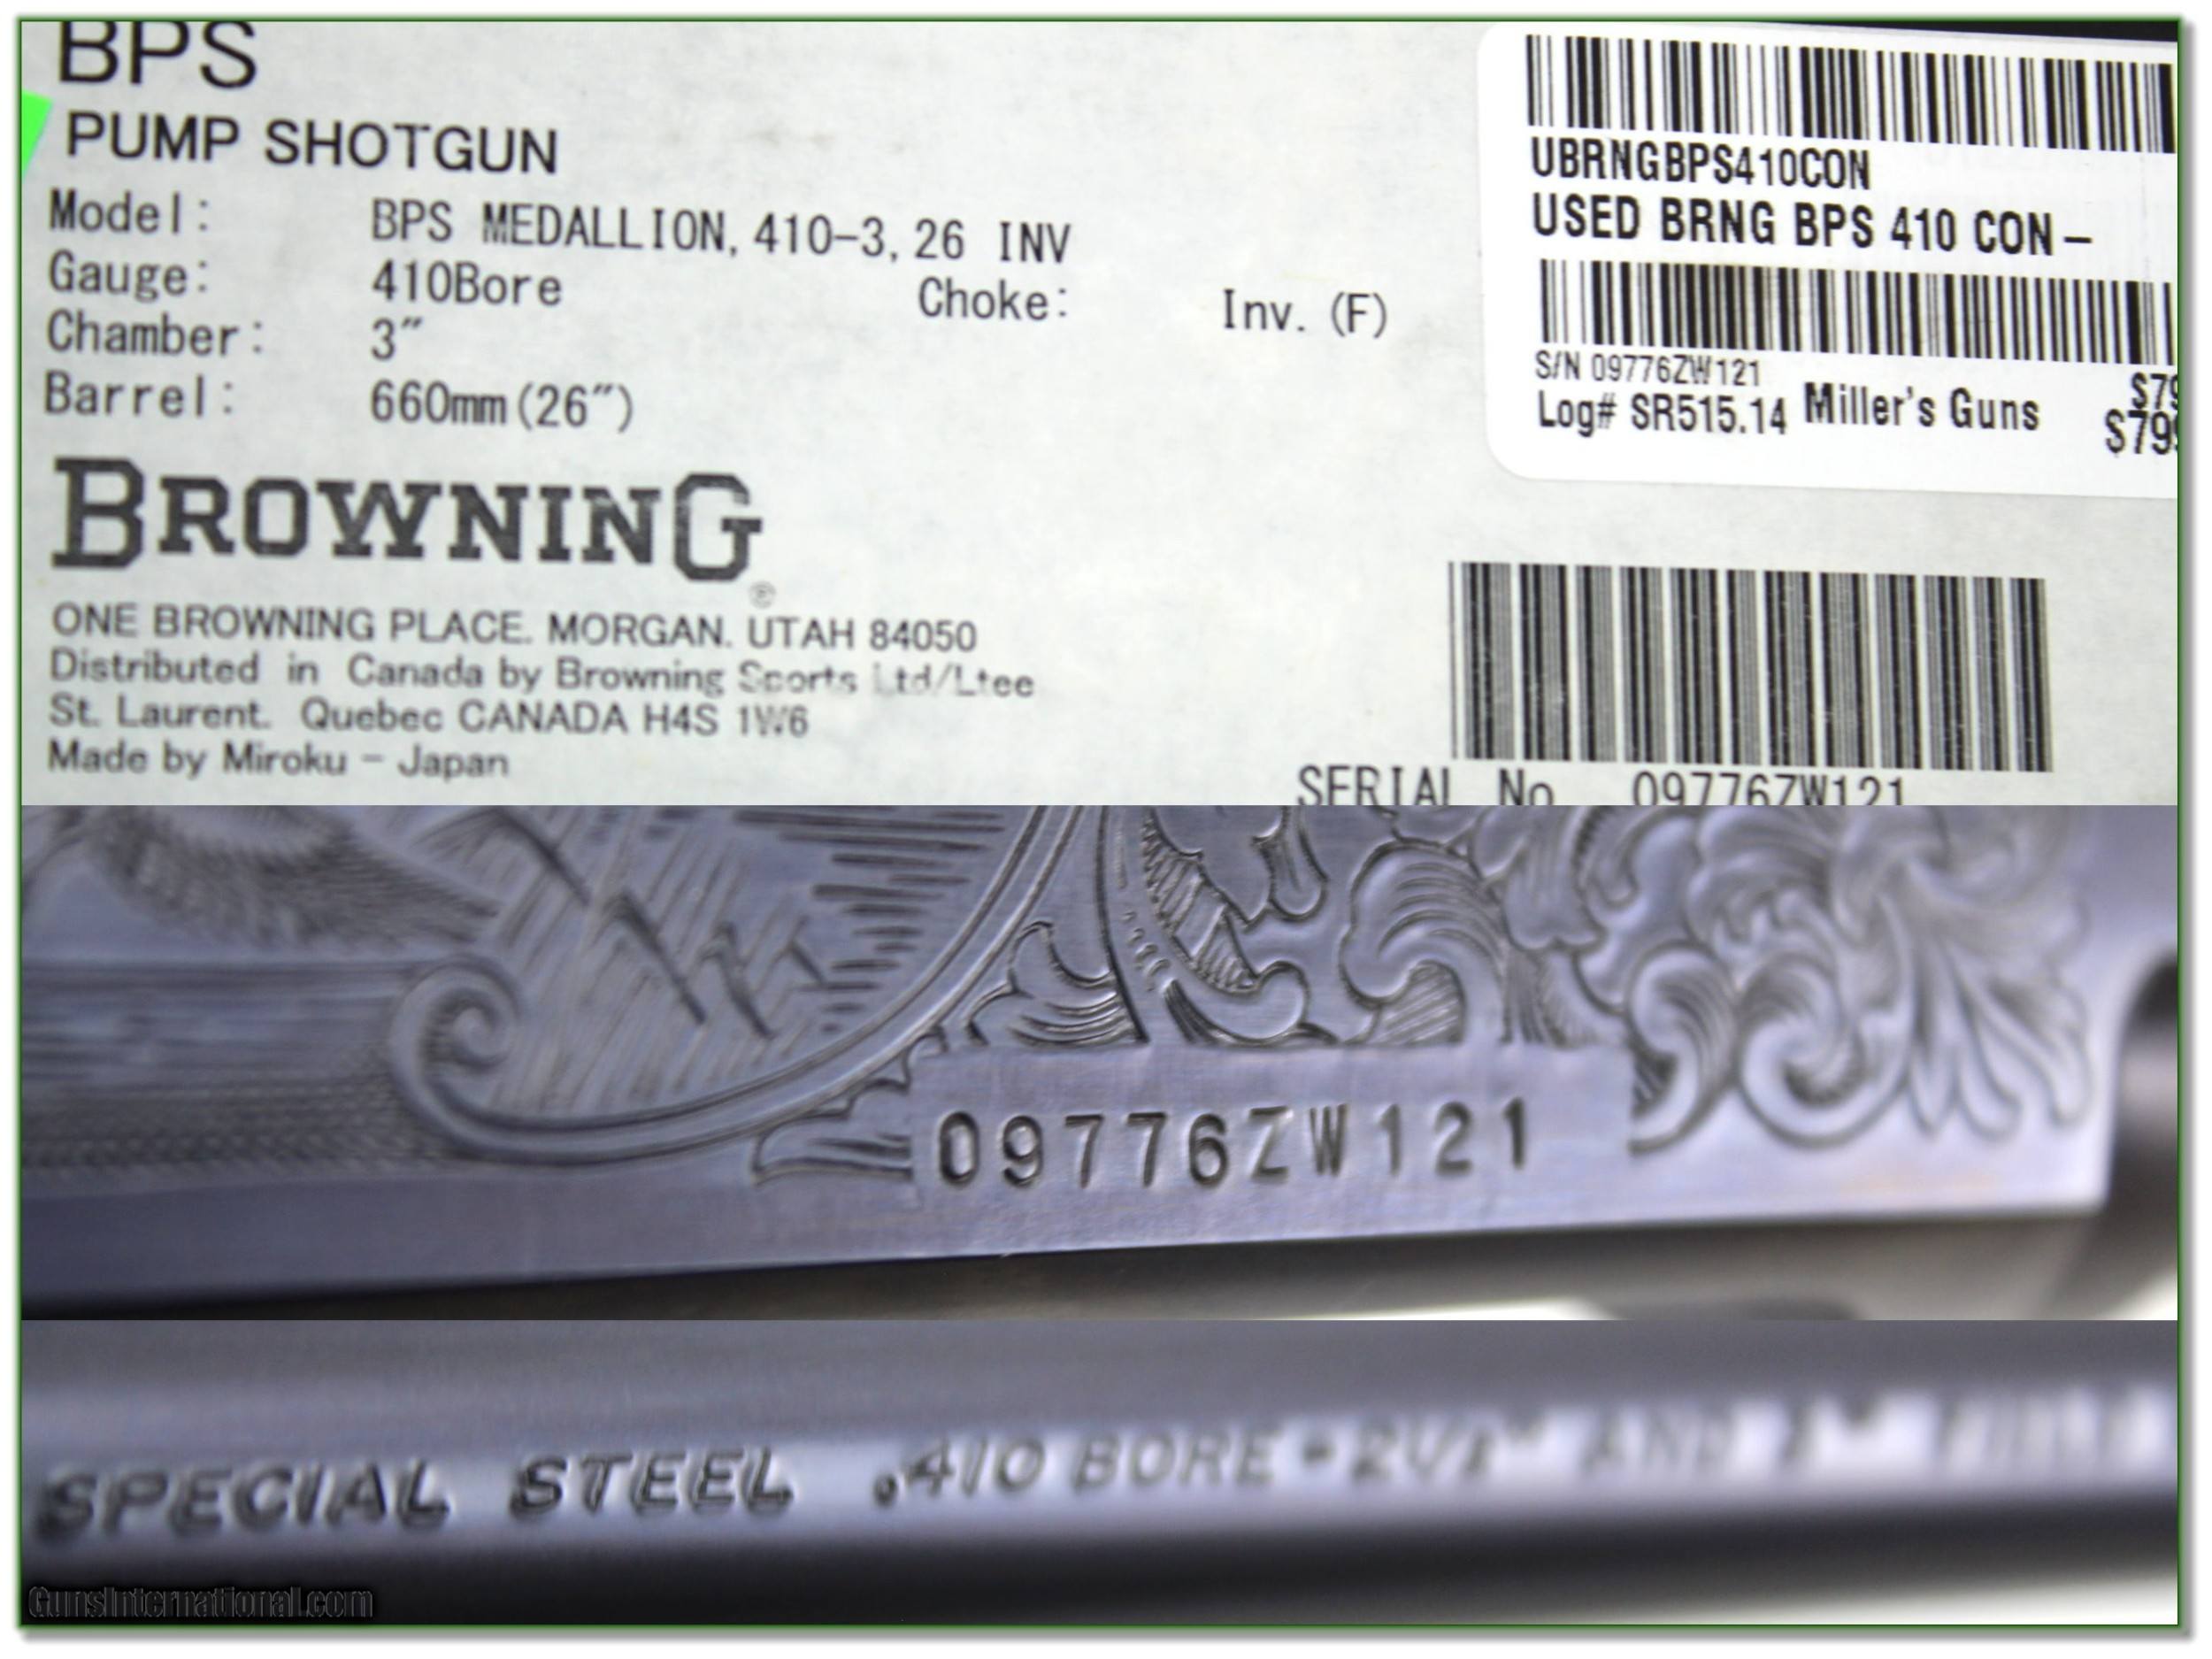 BPS
PUMP SHOTGUN
Model: BPS MEDALLION, 410-3, 26 INV
Gauge: 410Bore Choke: Inv. (F)
Chamber: 3"
Barrel: 660mm (26")
BROWNING®
ONE BROWNING PLACE. MORGAN. UTAH 84050
Distributed in Canada by Browning Sports Ltd/Ltee
St. Laurent. Quebec CANADA H4S 1W6
Made by Miroku - Japan
UBRNGBPS410CON
USED BRNG BPS 410 CON-
S/N 09776ZW121
Log# SR515.14 Miller's Guns
SERIAL No 09776ZW121
09776ZW121
SPECIAL STEEL .410 BORE
GunsInternational.com